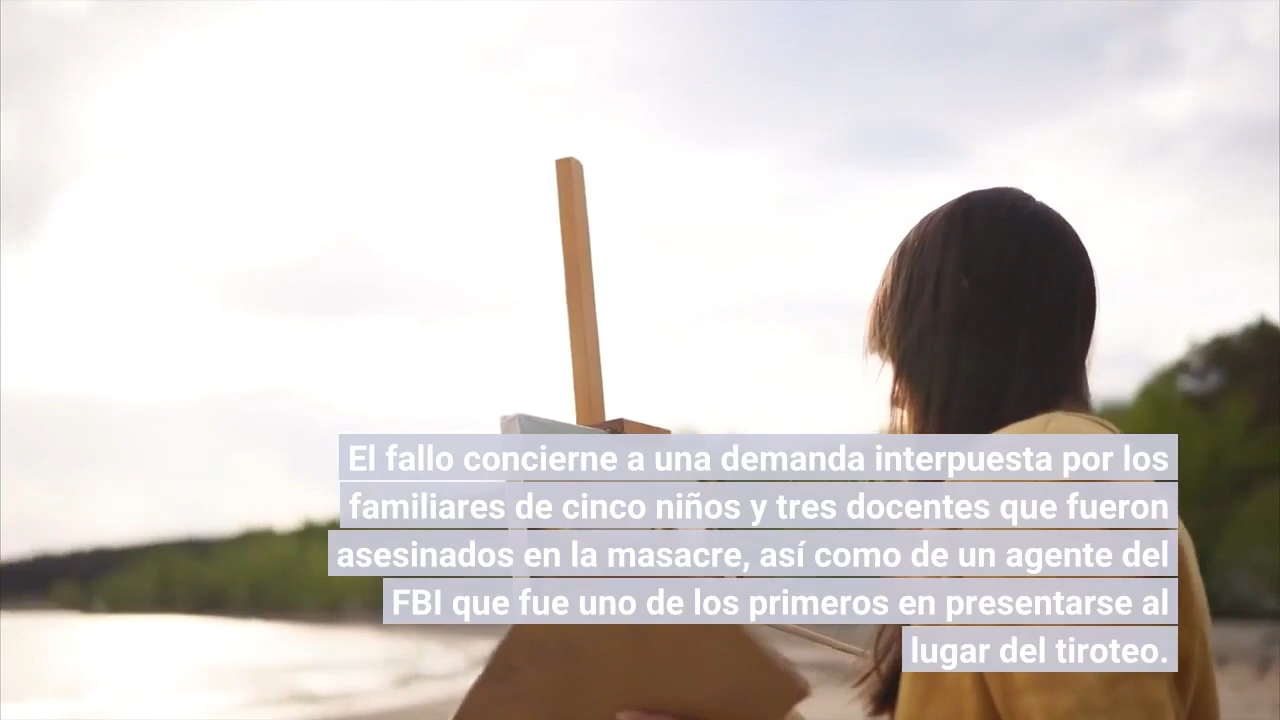 El fallo concierne a una demanda interpuesta por los
familiares de cinco niños y tres docentes que fueron
asesinados en la masacre, así como de un agente del
FBI que fue uno de los primeros en presentarse al
lugar del tiroteo.